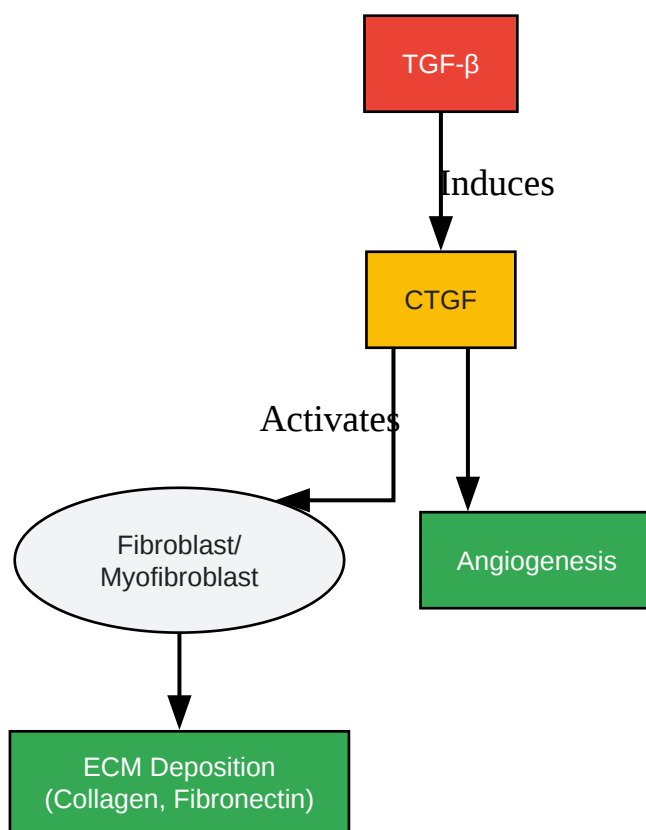 TGF-β
Induces
CTGF
Activates
Fibroblast/
Myofibroblast
Angiogenesis
ECM Deposition
(Collagen, Fibronectin)